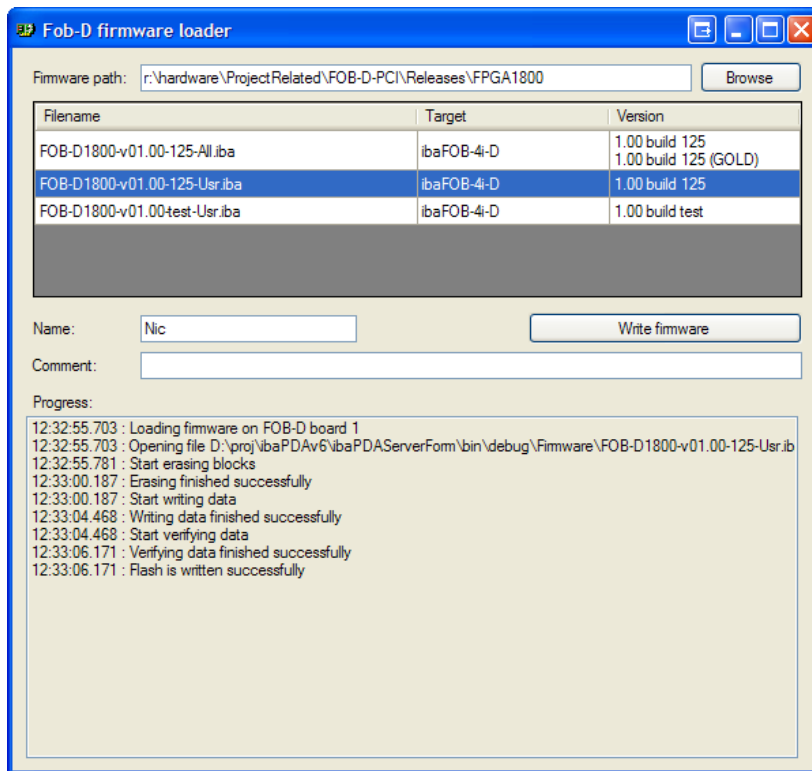 Fob-D firmware loader
Firmware path: r:\hardware\ProjectRelated\FOB-D-PCI\Releases\FPGA1800 Browse
Filename Target Version
FOB-D1800-v01.00-125-All.iba ibaFOB-4i-D 1.00 build 125
1.00 build 125 (GOLD)
FOB-D1800-v01.00-125-Usr.iba ibaFOB-4i-D 1.00 build 125
FOB-D1800-v01.00-test-Usr.iba ibaFOB-4i-D 1.00 build test
Name: Nic Write firmware
Comment:
Progress:
12:32:55.703 : Loading firmware on FOB-D board 1
12:32:55.703 : Opening file D:\proj\ibaPDAv6\ibaPDAServerForm\bin\debug\Firmware\FOB-D1800-v01.00-125-Usr.ib
12:32:55.781 : Start erasing blocks
12:33:00.187 : Erasing finished successfully
12:33:00.187 : Start writing data
12:33:04.468 : Writing data finished successfully
12:33:04.468 : Start verifying data
12:33:06.171 : Verifying data finished successfully
12:33:06.171 : Flash is written successfully